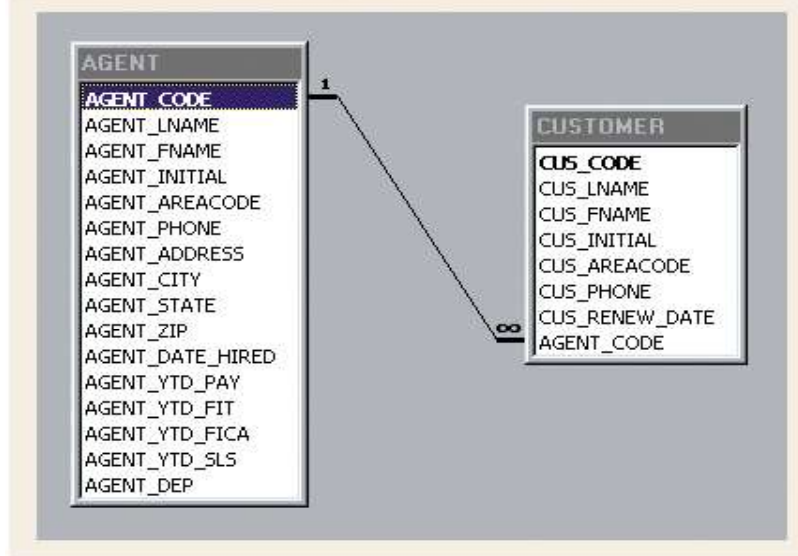 AGENT
AGENT_CODE
AGENT_LNAME
AGENT_FNAME
AGENT_INITIAL
AGENT_AREACODE
AGENT_PHONE
AGENT_ADDRESS
AGENT_CITY
AGENT_STATE
AGENT_ZIP
AGENT_DATE_HIRED
AGENT_YTD_PAY
AGENT_YTD_FIT
AGENT_YTD_FICA
AGENT_YTD_SLS
AGENT_DEP
1
∞
CUSTOMER
CUS_CODE
CUS_LNAME
CUS_FNAME
CUS_INITIAL
CUS_AREACODE
CUS_PHONE
CUS_RENEW_DATE
AGENT_CODE